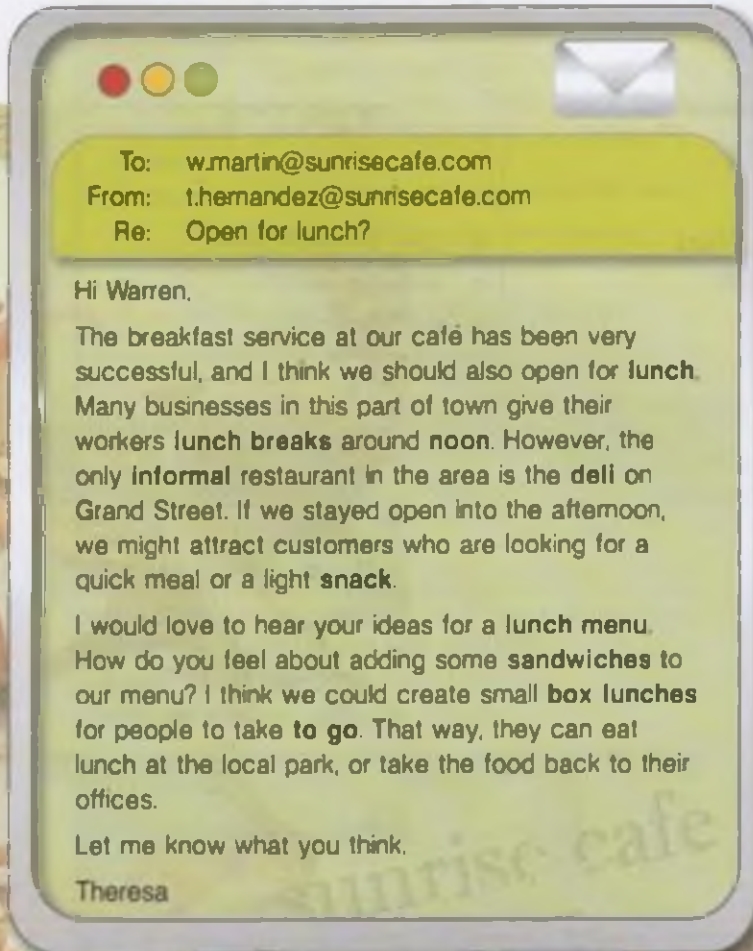 To: w.martin@sunrisecafe.com
From: t.hernandez@sunrisecafe.com
Re: Open for lunch?
Hi Warren,
The breakfast service at our café has been very
successful, and I think we should also open for lunch.
Many businesses in this part of town give their
workers lunch breaks around noon. However, the
only informal restaurant in the area is the deli on
Grand Street. If we stayed open into the afternoon,
we might attract customers who are looking for a
quick meal or a light snack.
I would love to hear your ideas for a lunch menu.
How do you feel about adding some sandwiches to
our menu? I think we could create small box lunches
for people to take to go. That way, they can eat
lunch at the local park, or take the food back to their
offices.
Let me know what you think.
Theresa
sunrise cafe